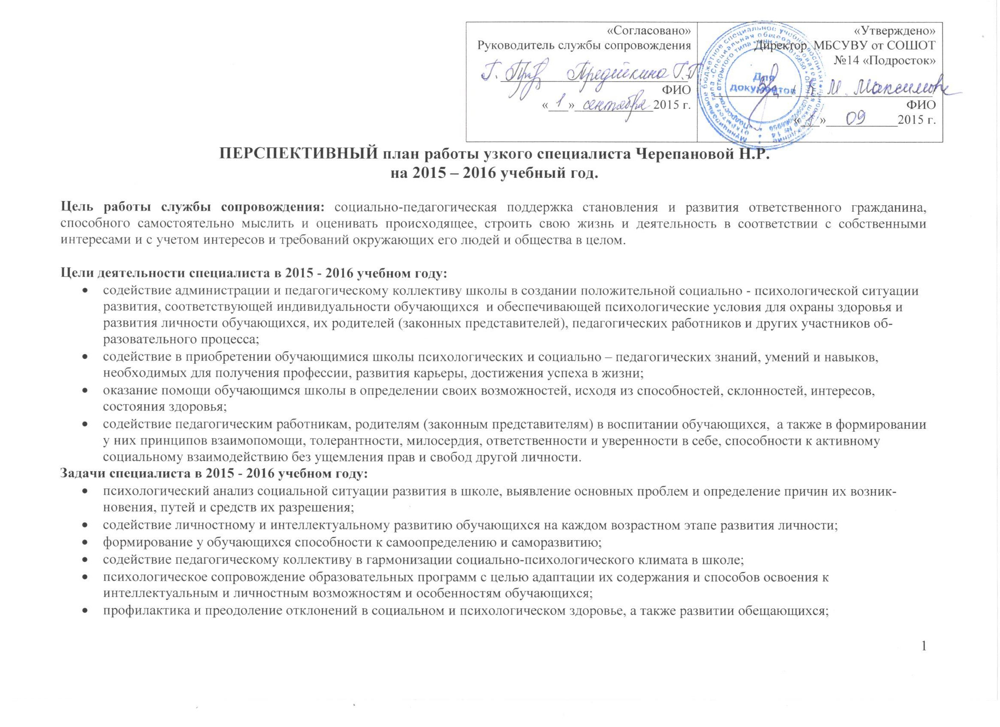 «Согласовано»
Руководитель службы сопровождения
Г. Предейкина Г.Г
ФИО
«1» сентября 2015 г.
«Утверждено»
Директор МБСУВУ от СОШОТ
№14 «Подросток»
М. Максимов
ФИО
«1» 09 2015 г.
Для
документов
ПЕРСПЕКТИВНЫЙ план работы узкого специалиста Черепановой Н.Р.
на 2015 – 2016 учебный год.
Цель работы службы сопровождения: социально-педагогическая поддержка становления и развития ответственного гражданина,
способного самостоятельно мыслить и оценивать происходящее, строить свою жизнь и деятельность в соответствии с собственными
интересами и с учетом интересов и требований окружающих его людей и общества в целом.
Цели деятельности специалиста в 2015 - 2016 учебном году:
• содействие администрации и педагогическому коллективу школы в создании положительной социально - психологической ситуации
развития, соответствующей индивидуальности обучающихся и обеспечивающей психологические условия для охраны здоровья и
развития личности обучающихся, их родителей (законных представителей), педагогических работников и других участников об-
разовательного процесса;
• содействие в приобретении обучающимися школы психологических и социально – педагогических знаний, умений и навыков,
необходимых для получения профессии, развития карьеры, достижения успеха в жизни;
• оказание помощи обучающимся школы в определении своих возможностей, исходя из способностей, склонностей, интересов,
состояния здоровья;
• содействие педагогическим работникам, родителям (законным представителям) в воспитании обучающихся, а также в формировании
у них принципов взаимопомощи, толерантности, милосердия, ответственности и уверенности в себе, способности к активному
социальному взаимодействию без ущемления прав и свобод другой личности.
Задачи специалиста в 2015 - 2016 учебном году:
• психологический анализ социальной ситуации развития в школе, выявление основных проблем и определение причин их возник-
новения, путей и средств их разрешения;
• содействие личностному и интеллектуальному развитию обучающихся на каждом возрастном этапе развития личности;
• формирование у обучающихся способности к самоопределению и саморазвитию;
• содействие педагогическому коллективу в гармонизации социально-психологического климата в школе;
• психологическое сопровождение образовательных программ с целью адаптации их содержания и способов освоения к
интеллектуальным и личностным возможностям и особенностям обучающихся;
• профилактика и преодоление отклонений в социальном и психологическом здоровье, а также развитии обещающихся;
1